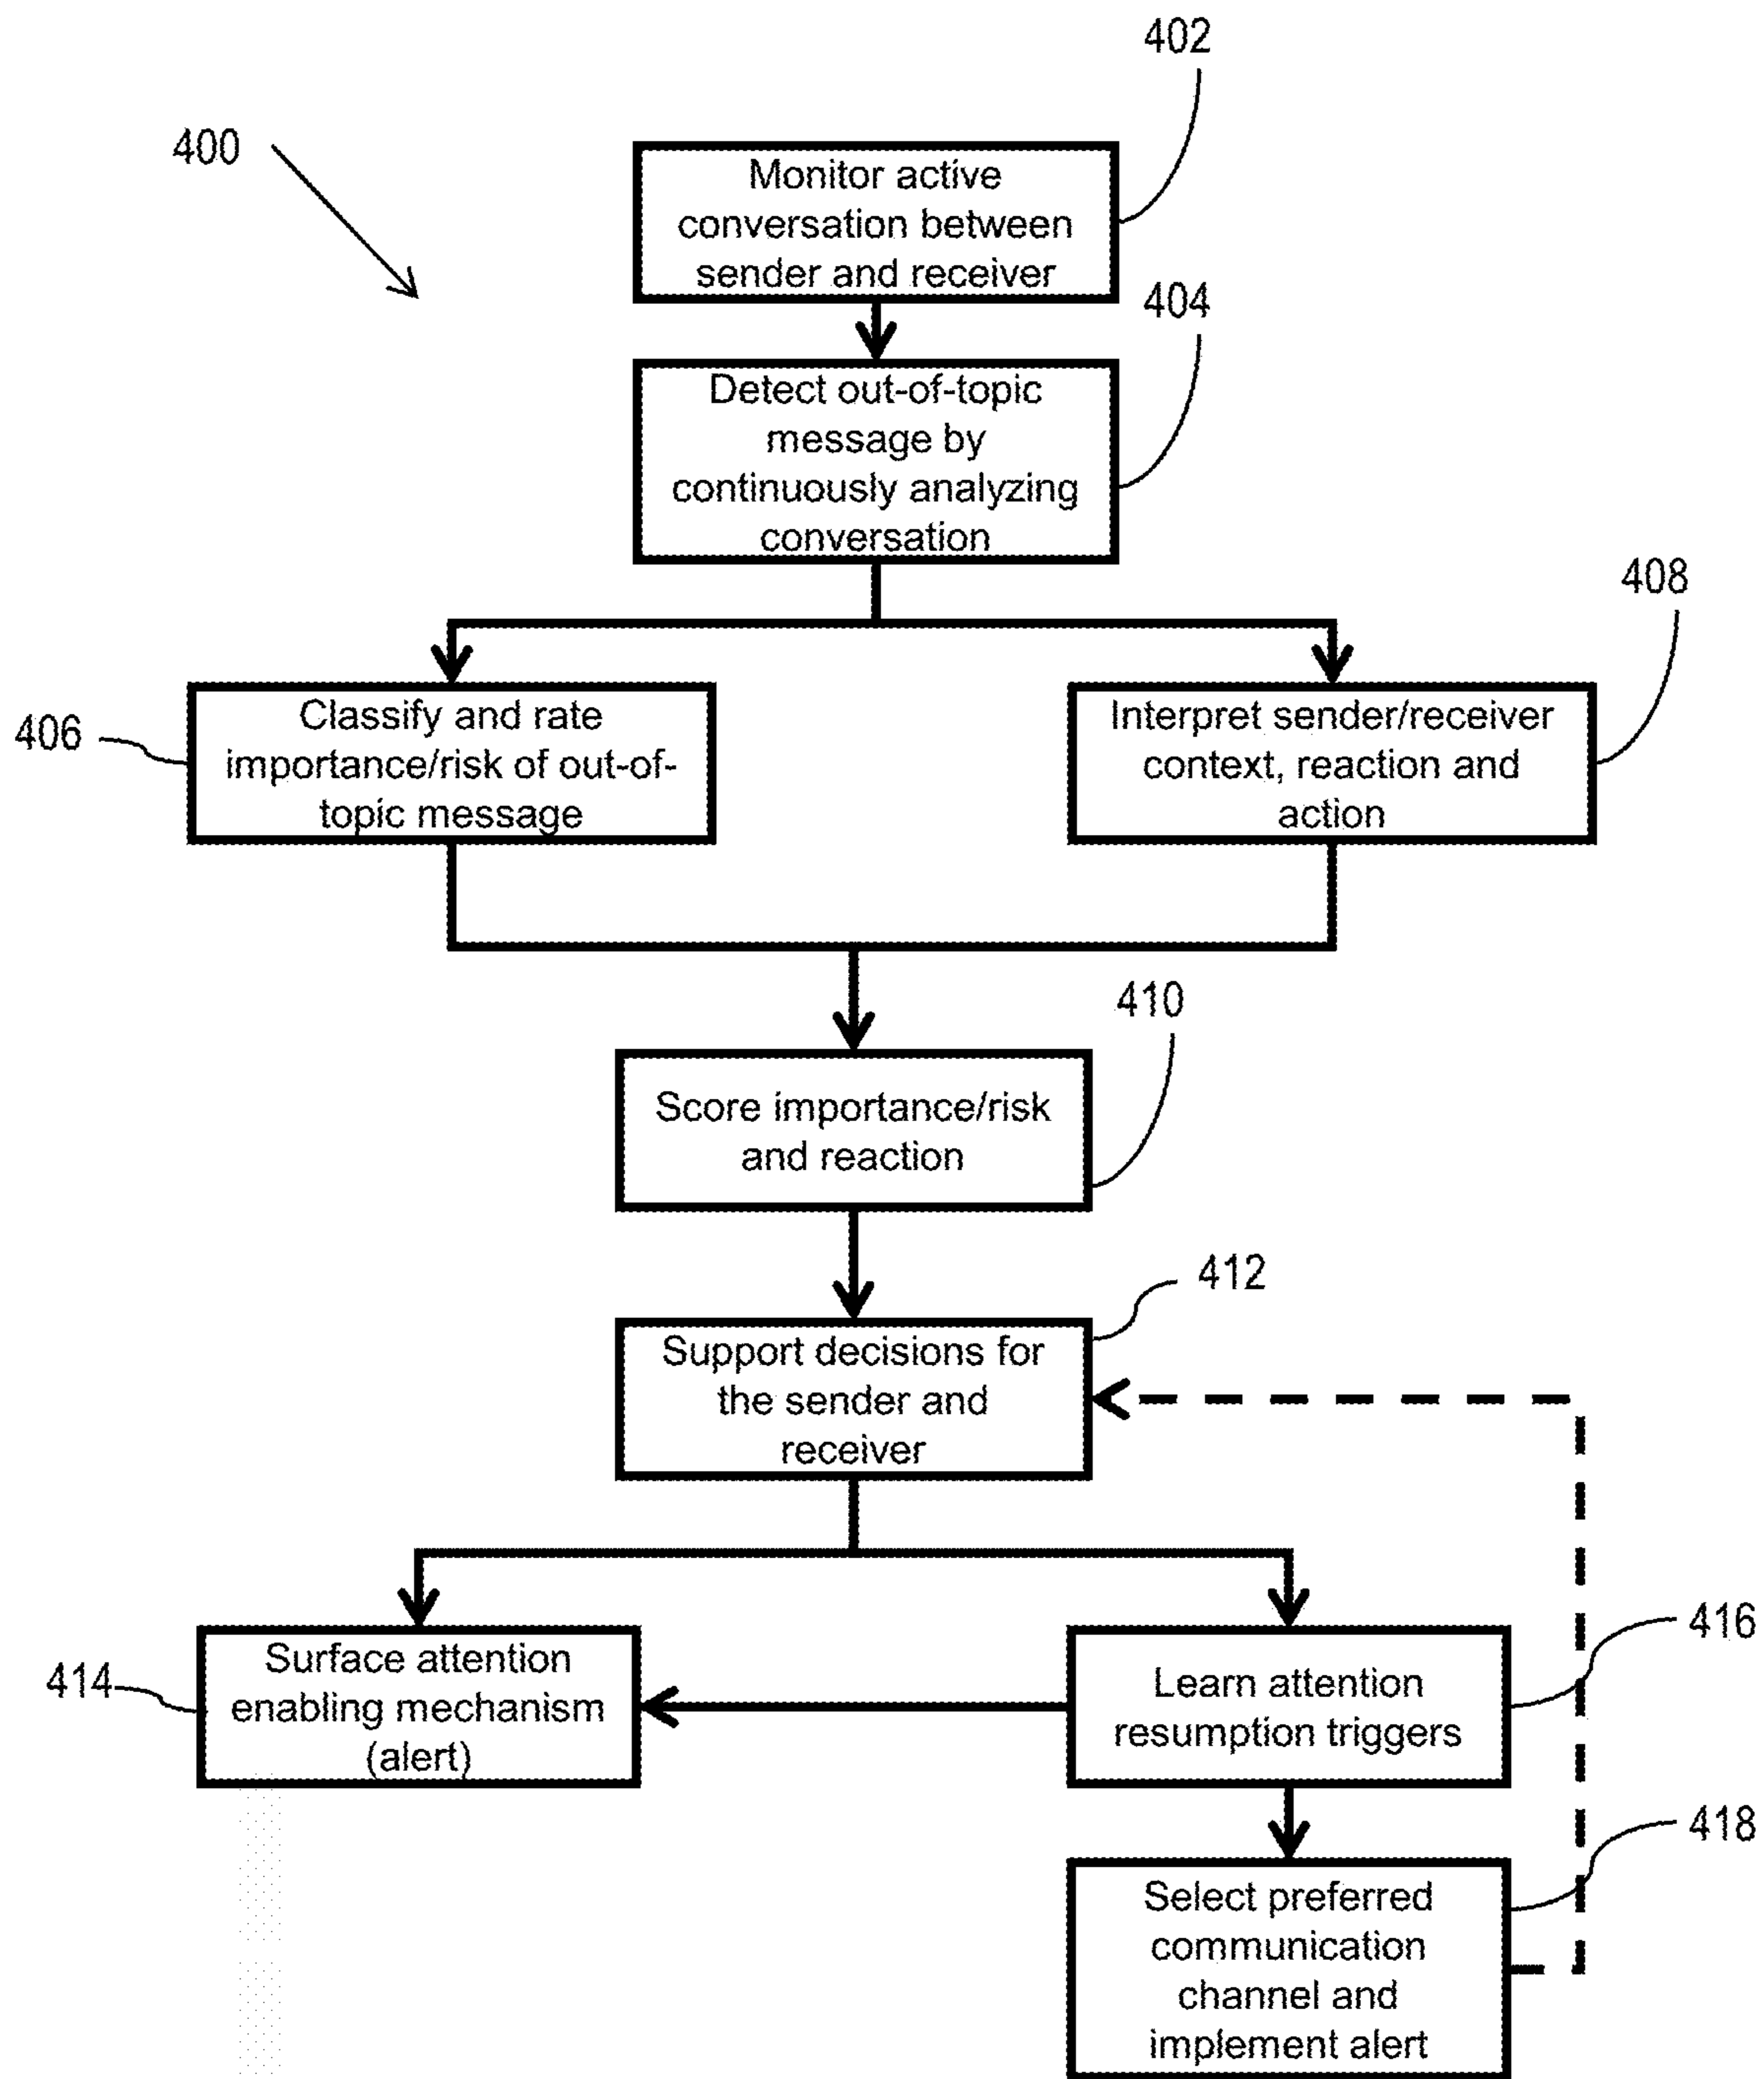 402
400
Monitor active
conversation between
sender and receiver
404
Detect out-of-topic
message by
continuously analyzing
conversation
408
406
Classify and rate
importance/risk of out-of-
topic message
Interpret sender/receiver
context, reaction and
action
410
Score importance/risk
and reaction
412
Support decisions for
the sender and
receiver
414
Surface attention
enabling mechanism
(alert)
416
Learn attention
resumption triggers
418
Select preferred
communication
channel and
implement alert